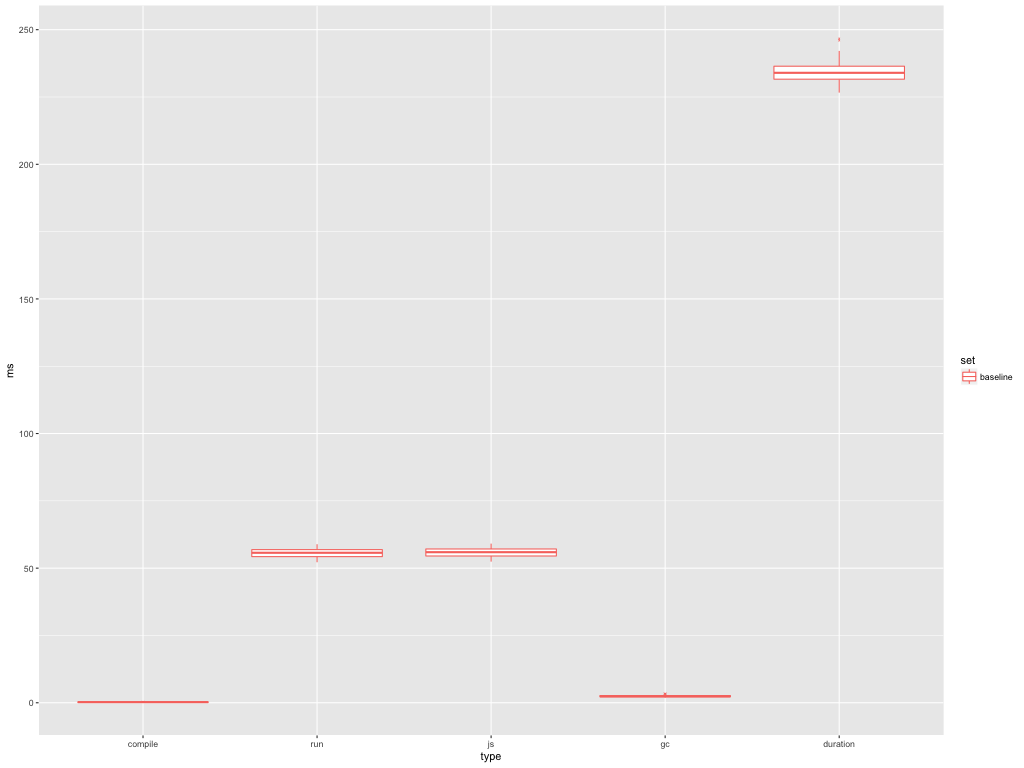 250
200
150
100
50
0
ms
compile run js gc duration
type
set
baseline